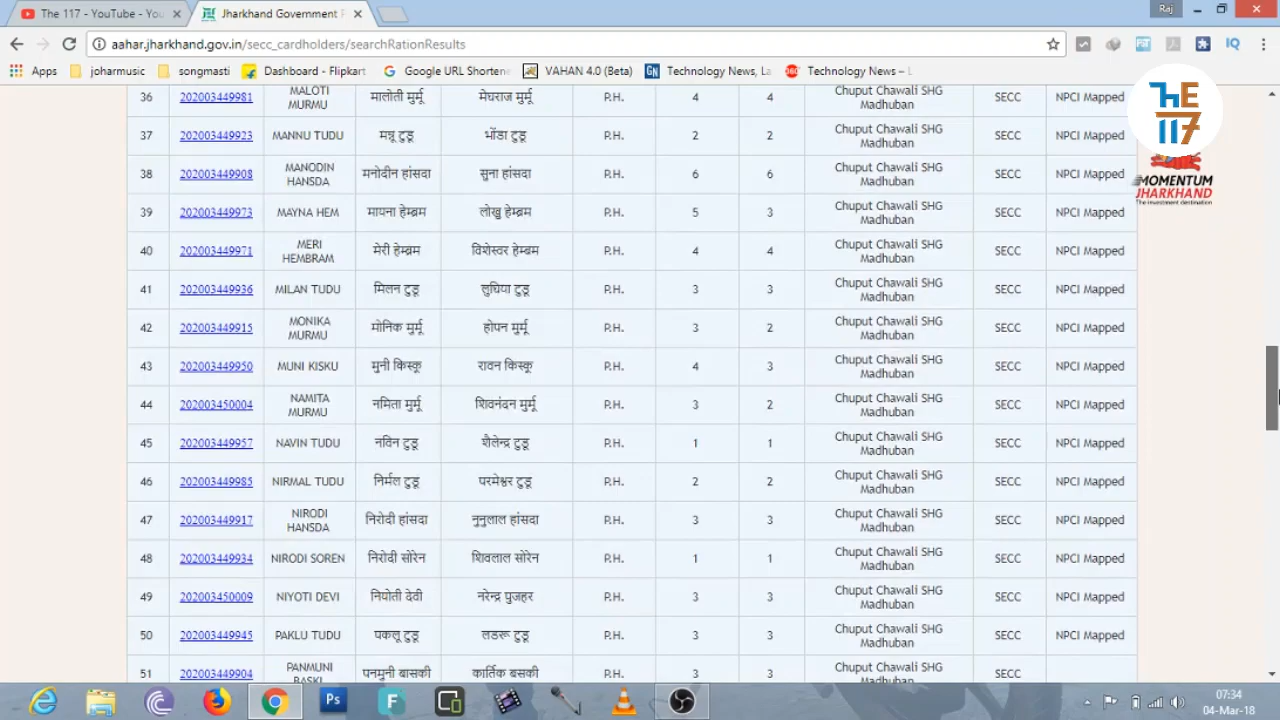 The 117 - YouTube - You
Jharkhand Government F
Raj
aahar.jharkhand.gov.in/secc_cardholders/searchRationResults
Apps joharmusic songmasti Dashboard - Flipkart Google URL Shortene VAHAN 4.0 (Beta) Technology News, La Technology News – L
THE
117
MOMENTUM
JHARKHAND
The investment destination
36 202003449981 MALOTI MURMU मालोती मुर्मू मेघराज मुर्मू P.H. 4 4 Chuput Chawali SHG Madhuban SECC NPCI Mapped
37 202003449923 MANNU TUDU मन्नू टुडू भोंडा टुडू P.H. 2 2 Chuput Chawali SHG Madhuban SECC NPCI Mapped
38 202003449908 MANODIN HANSDA मनोदीन हांसदा सुना हांसदा P.H. 6 6 Chuput Chawali SHG Madhuban SECC NPCI Mapped
39 202003449973 MAYNA HEM मायना हेम्ब्रम लोखु हेम्ब्रम P.H. 5 3 Chuput Chawali SHG Madhuban SECC NPCI Mapped
40 202003449971 MERI HEMBRAM मेरी हेम्ब्रम विशेस्वर हेम्बम P.H. 4 4 Chuput Chawali SHG Madhuban SECC NPCI Mapped
41 202003449936 MILAN TUDU मिलन टुडू लुघिया टुडू P.H. 3 3 Chuput Chawali SHG Madhuban SECC NPCI Mapped
42 202003449915 MONIKA MURMU मोनिक मुर्मू होपन मुर्मू P.H. 3 2 Chuput Chawali SHG Madhuban SECC NPCI Mapped
43 202003449950 MUNI KISKU मुनी किस्कू रावन किस्कू P.H. 4 3 Chuput Chawali SHG Madhuban SECC NPCI Mapped
44 202003450004 NAMITA MURMU नमिता मुर्मू शिवनंदन मुर्मू P.H. 3 2 Chuput Chawali SHG Madhuban SECC NPCI Mapped
45 202003449957 NAVIN TUDU नविन टुडू शैलेन्द्र टुडू P.H. 1 1 Chuput Chawali SHG Madhuban SECC NPCI Mapped
46 202003449985 NIRMAL TUDU निर्मल टुडू परमेश्वर टुडू P.H. 2 2 Chuput Chawali SHG Madhuban SECC NPCI Mapped
47 202003449917 NIRODI HANSDA निरोदी हांसदा नुनुलाल हांसदा P.H. 3 3 Chuput Chawali SHG Madhuban SECC NPCI Mapped
48 202003449934 NIRODI SOREN निरोदी सोरेन शिवलाल सोरेन P.H. 1 1 Chuput Chawali SHG Madhuban SECC NPCI Mapped
49 202003450009 NIYOTI DEVI नियोती देवी नरेन्द्र पुजहर P.H. 3 3 Chuput Chawali SHG Madhuban SECC NPCI Mapped
50 202003449945 PAKLU TUDU पकलू टुडू लडरू टुडू P.H. 3 3 Chuput Chawali SHG Madhuban SECC NPCI Mapped
51 202003449904 PANMUNI BASKI पनमुनी बासकी कार्तिक बसकी P.H. 3 3 Chuput Chawali SHG Madhuban SECC NPCI Mapped
07:34
04-Mar-18